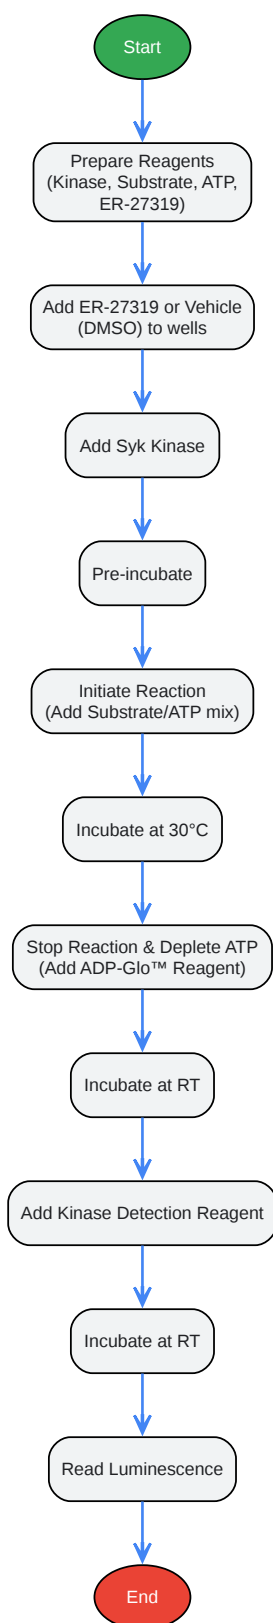 Start
Prepare Reagents
(Kinase, Substrate, ATP,
ER-27319)
Add ER-27319 or Vehicle
(DMSO) to wells
Add Syk Kinase
Pre-incubate
Initiate Reaction
(Add Substrate/ATP mix)
Incubate at 30°C
Stop Reaction & Deplete ATP
(Add ADP-Glo™ Reagent)
Incubate at RT
Add Kinase Detection Reagent
Incubate at RT
Read Luminescence
End